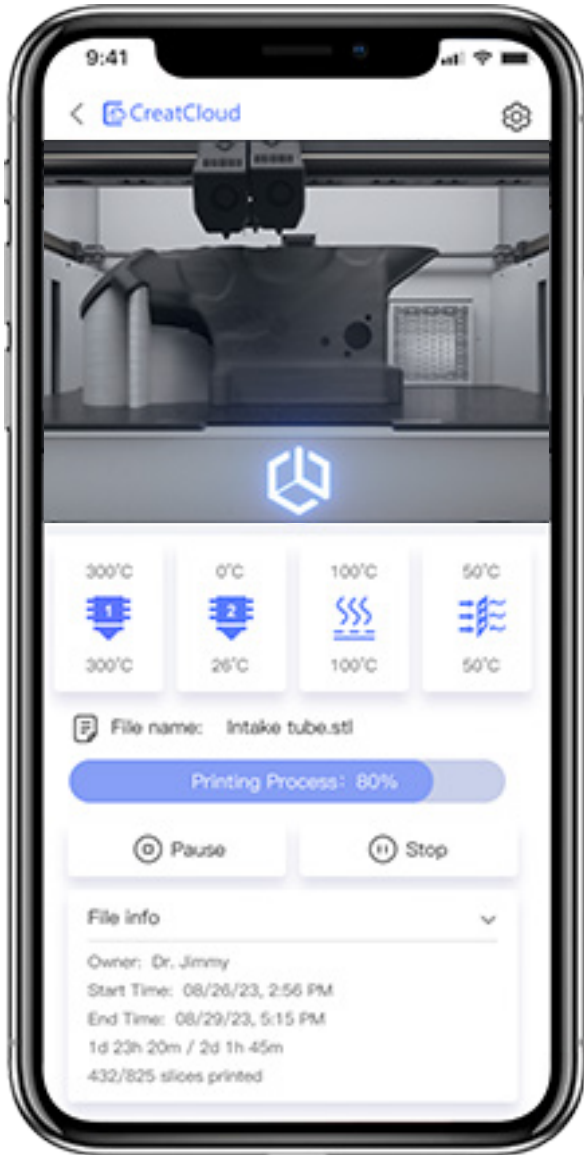 9:41
CreatCloud
300°C 0°C 100°C 50°C
1 2
300°C 26°C 100°C 50°C
File name: Intake tube.stl
Printing Process: 80%
Pause Stop
File info
Owner: Dr. Jimmy
Start Time: 08/26/23, 2:56 PM
End Time: 08/29/23, 5:15 PM
1d 23h 20m / 2d 1h 45m
432/825 slices printed